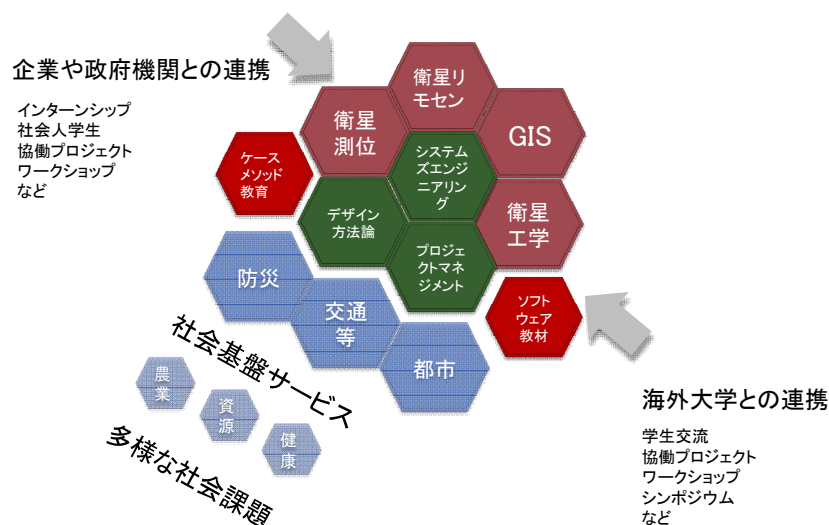 企業や政府機関との連携
インターンシップ
社会人学生
協働プロジェクト
ワークショップ
など
衛星リ
モセン
衛星
測位
GIS
ケース
メソッド
教育
システム
ズエンジ
ニアリン
グ
デザイン
方法論
衛星
工学
プロジェ
クトマネ
ジメント
防災
交通
等
都市
ソフト
ウェア
教材
社会基盤サービス
農
業
資
源
健
康
多様な社会課題
海外大学との連携
学生交流
協働プロジェクト
ワークショップ
シンポジウム
など